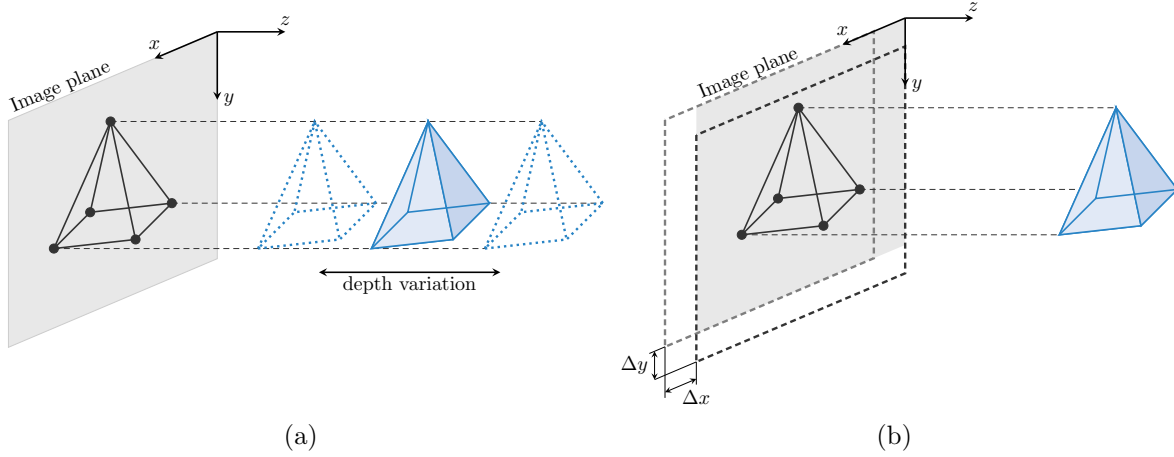 z
x
Image plane
y
depth variation
(a)
z
x
Image plane
y
Δy
Δx
(b)